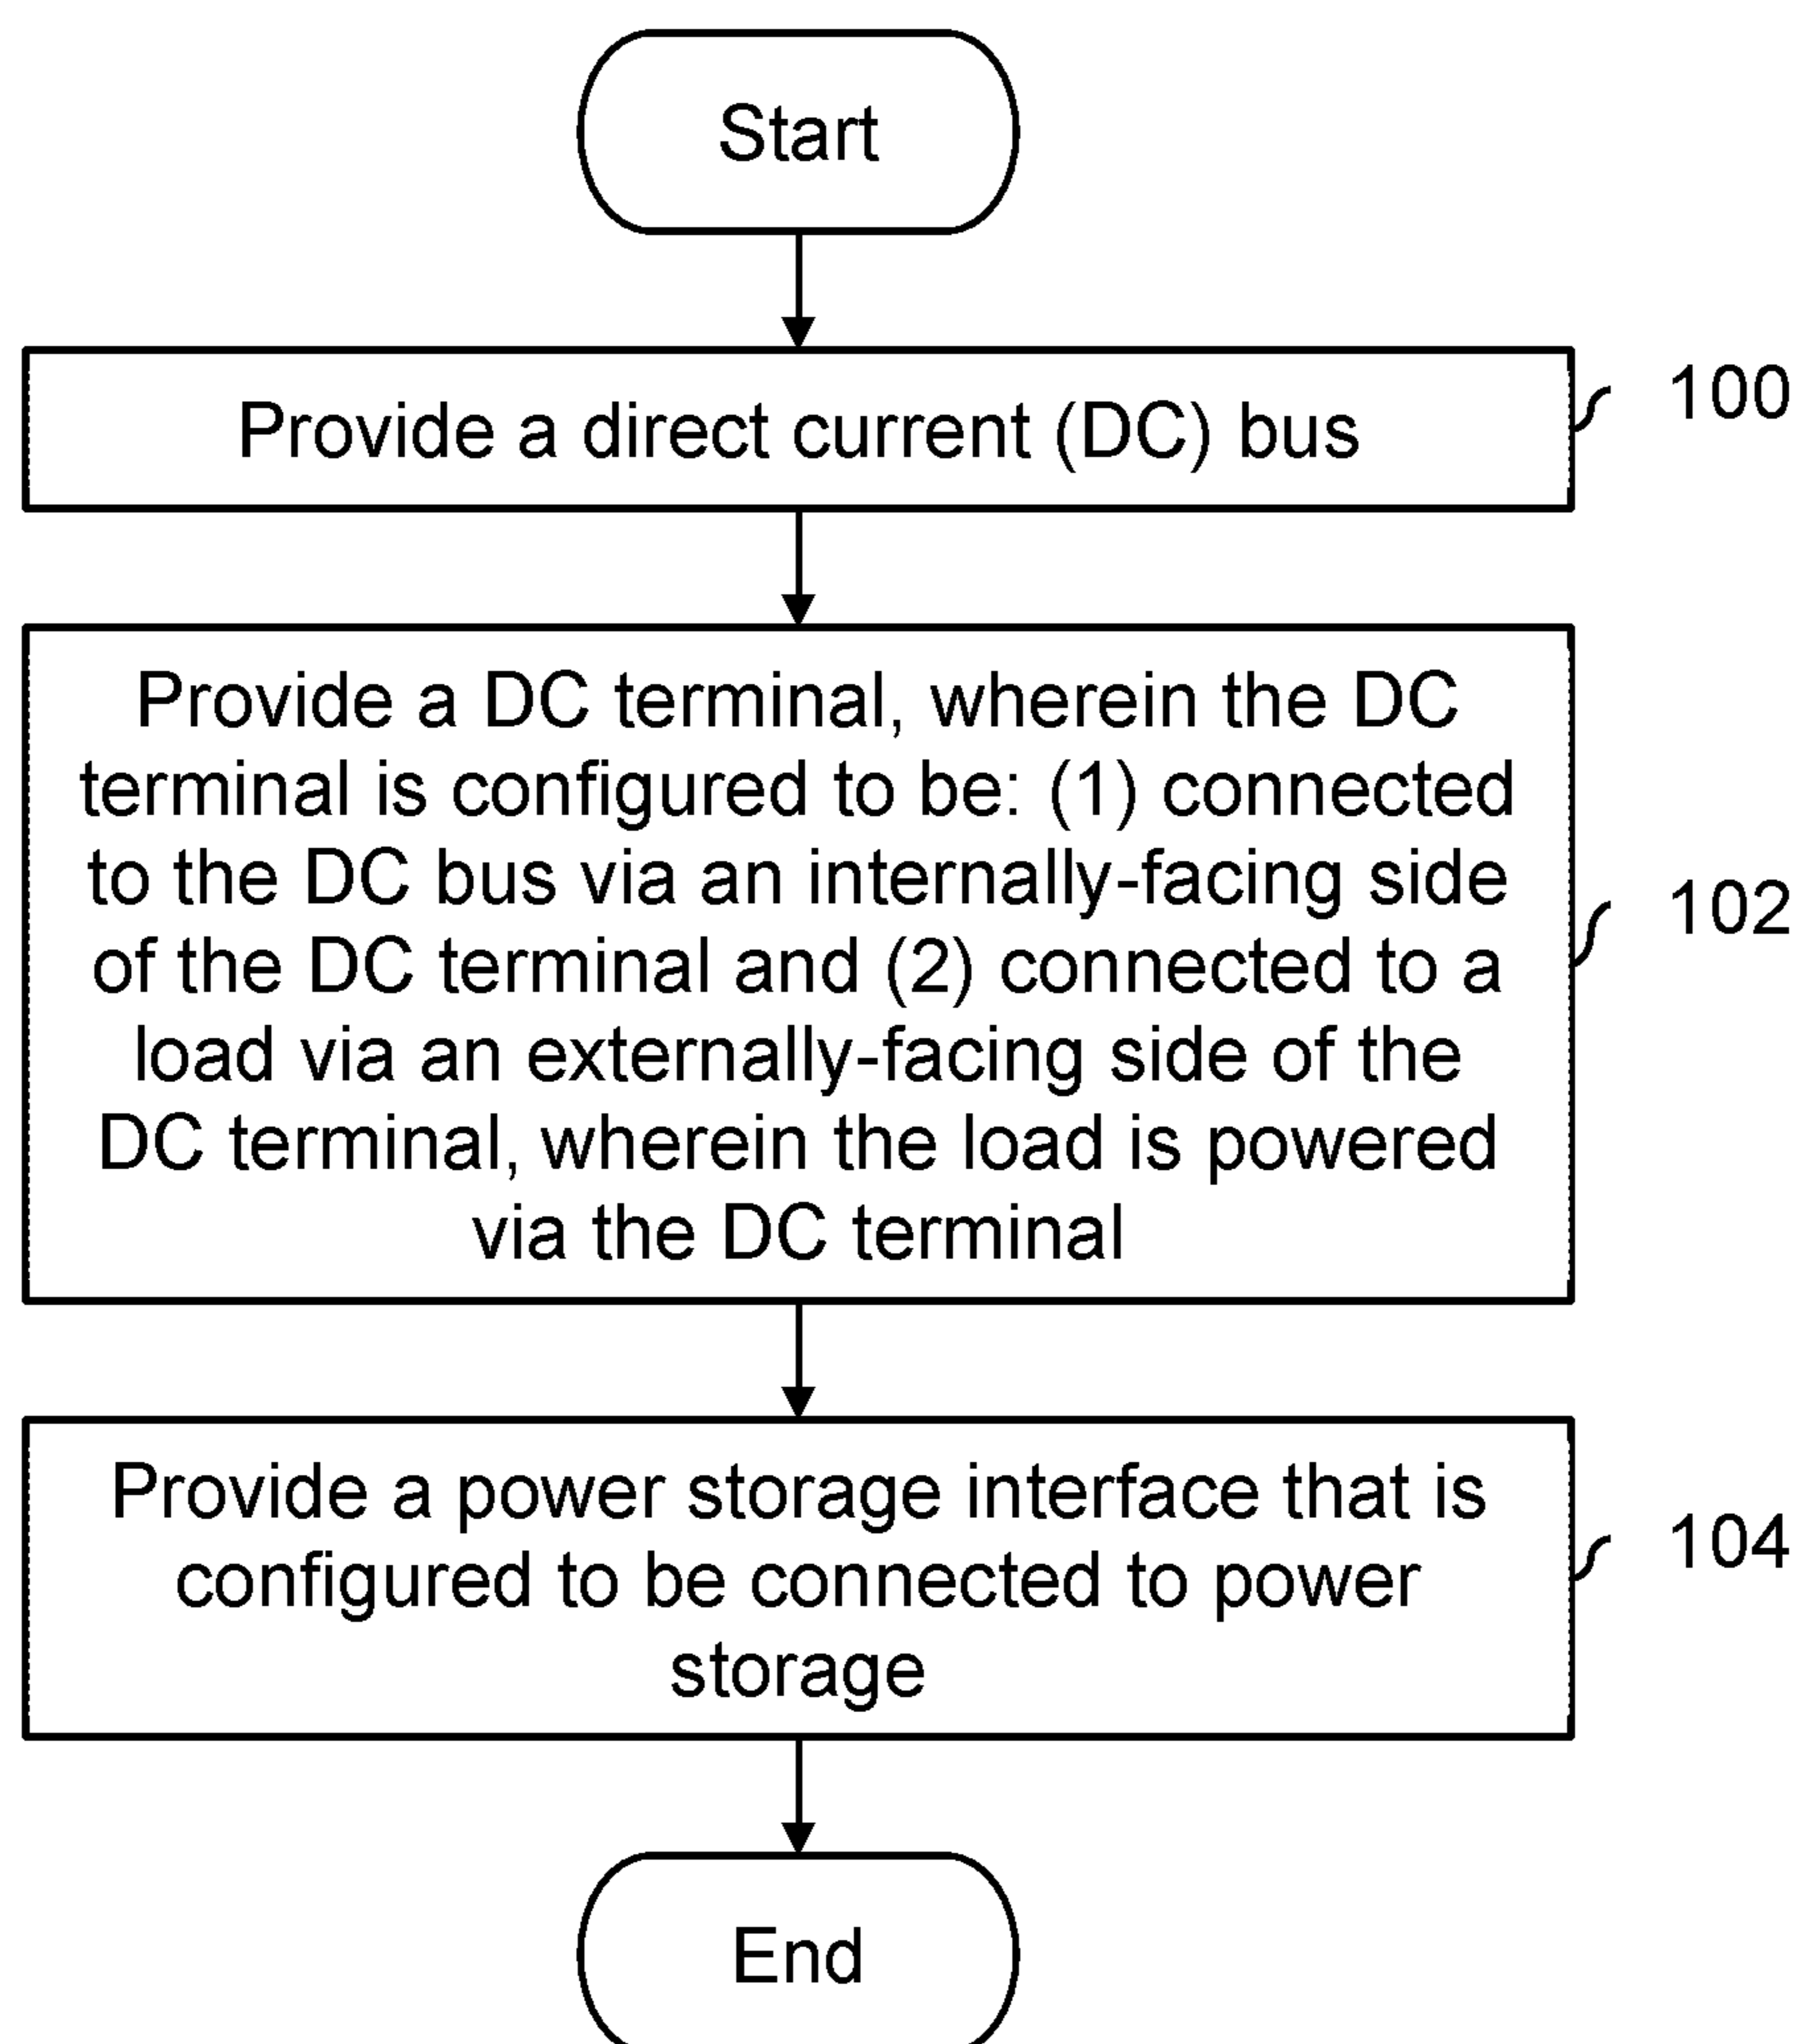 Start
Provide a direct current (DC) bus
100
Provide a DC terminal, wherein the DC
terminal is configured to be: (1) connected
to the DC bus via an internally-facing side
of the DC terminal and (2) connected to a
load via an externally-facing side of the
DC terminal, wherein the load is powered
via the DC terminal
102
Provide a power storage interface that is
configured to be connected to power
storage
104
End